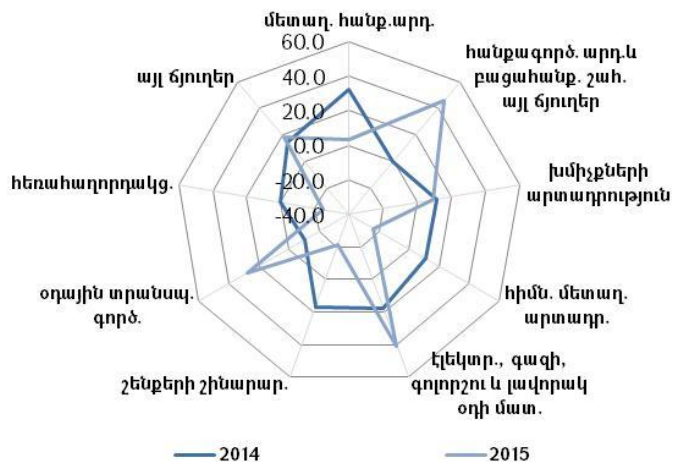 մետաղ. հանք.արդ.
60.0
40.0
20.0
0.0
-20.0
-40.0
հանքագործ. արդ.և
բացահանք. շահ.
այլ ճյուղեր
խմիչքների
արտադրություն
հիմն. մետաղ.
արտադր.
էլեկտր., գազի,
գոլորշու և լավորակ
օդի մատ.
շենքերի շինարար.
օդային տրանսպ.
գործ.
հեռահաղորդակց.
այլ ճյուղեր
2014
2015